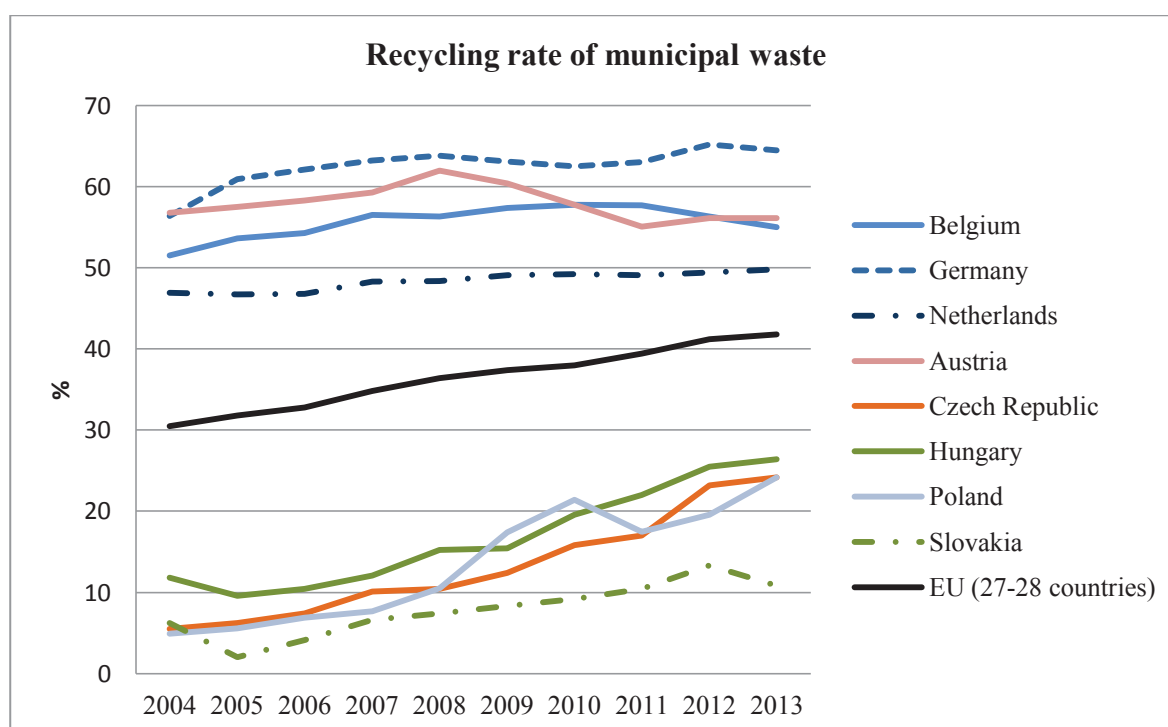 Recycling rate of municipal waste
70
60
50
40
30
20
10
0
%
2004 2005 2006 2007 2008 2009 2010 2011 2012 2013
Belgium
Germany
Netherlands
Austria
Czech Republic
Hungary
Poland
Slovakia
EU (27-28 countries)